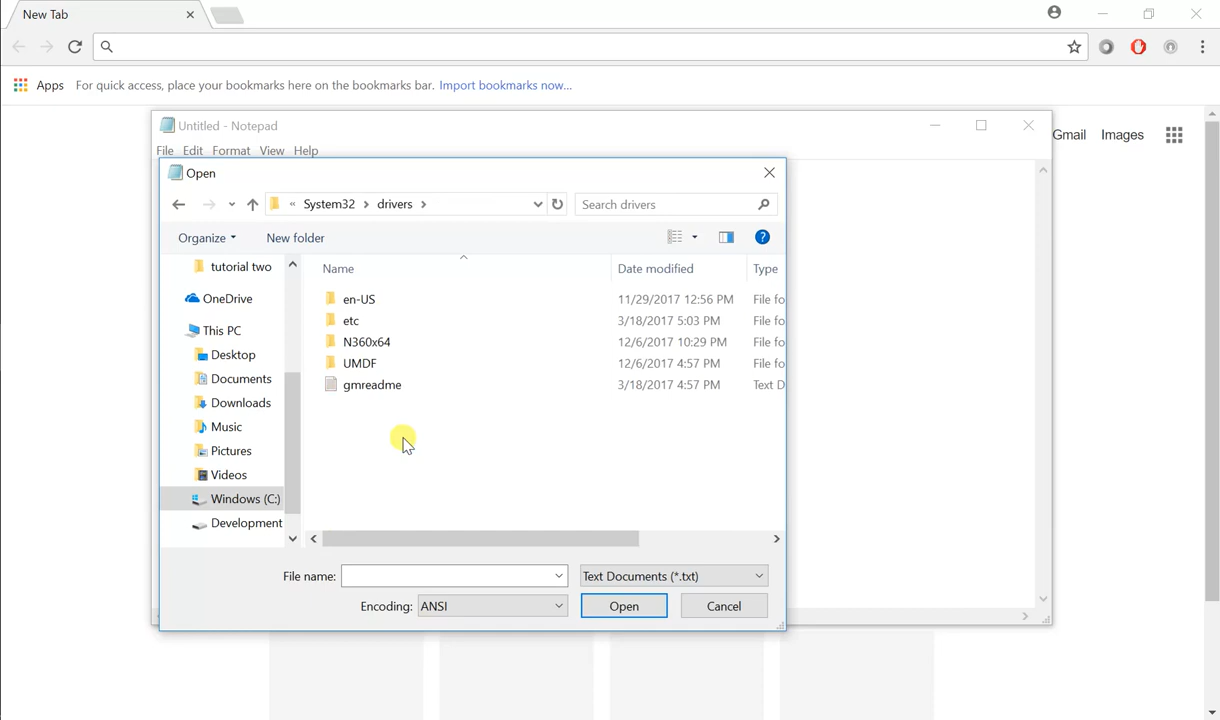 New Tab
Apps For quick access, place your bookmarks here on the bookmarks bar. Import bookmarks now...
Untitled - Notepad
Gmail Images
File Edit Format View Help
Open
« System32 > drivers >
Search drivers
Organize New folder
Name Date modified Type
tutorial two
OneDrive
This PC
Desktop
Documents
Downloads
Music
Pictures
Videos
Windows (C:)
Development
en-US 11/29/2017 12:56 PM File fo
etc 3/18/2017 5:03 PM File fo
N360x64 12/6/2017 10:29 PM File fo
UMDF 12/6/2017 4:57 PM File fo
gmreadme 3/18/2017 4:57 PM Text D
File name: Text Documents (*.txt)
Encoding: ANSI Open Cancel